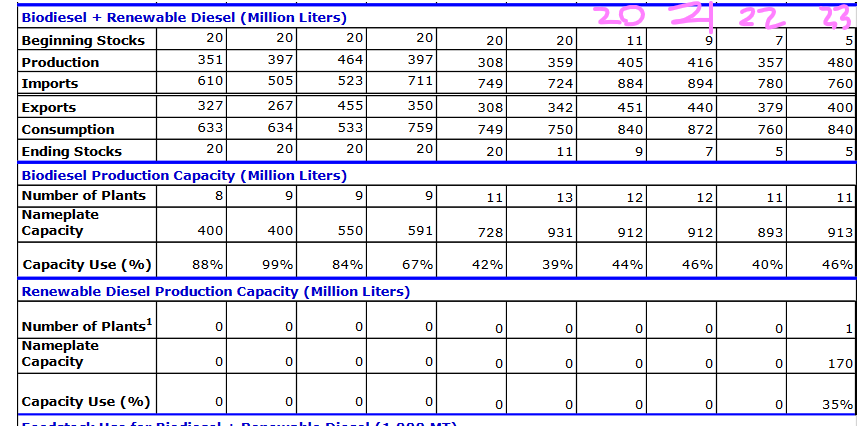 Biodiesel + Renewable Diesel (Million Liters) 20 21 22 23
Beginning Stocks 20 20 20 20 20 20 11 9 7 5
Production 351 397 464 397 308 359 405 416 357 480
Imports 610 505 523 711 749 724 884 894 780 760
Exports 327 267 455 350 308 342 451 440 379 400
Consumption 633 634 533 759 749 750 840 872 760 840
Ending Stocks 20 20 20 20 20 11 9 7 5 5
Biodiesel Production Capacity (Million Liters)
Number of Plants 8 9 9 9 11 13 12 12 11 11
Nameplate
Capacity 400 400 550 591 728 931 912 912 893 913
Capacity Use (%) 88% 99% 84% 67% 42% 39% 44% 46% 40% 46%
Renewable Diesel Production Capacity (Million Liters)
Number of Plants¹ 0 0 0 0 0 0 0 0 0 1
Nameplate
Capacity 0 0 0 0 0 0 0 0 0 170
Capacity Use (%) 0 0 0 0 0 0 0 0 0 35%
Feedstock Use for Biodiesel + Renewable Diesel (1,000 MT)